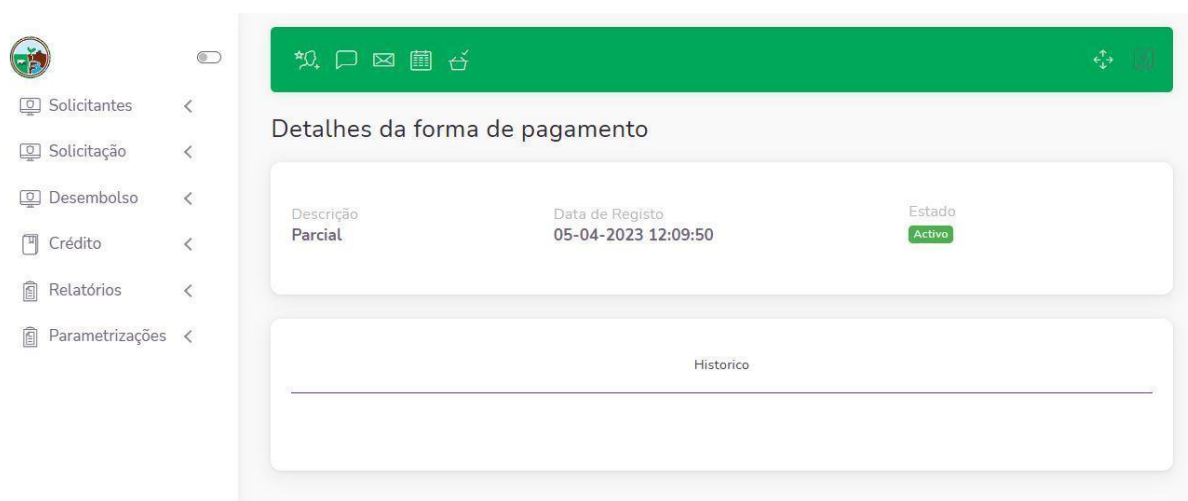 Solicitantes
Solicitação
Desembolso
Crédito
Relatórios
Parametrizações
Detalhes da forma de pagamento
Descrição
Parcial
Data de Registo
05-04-2023 12:09:50
Estado
Activo
Historico